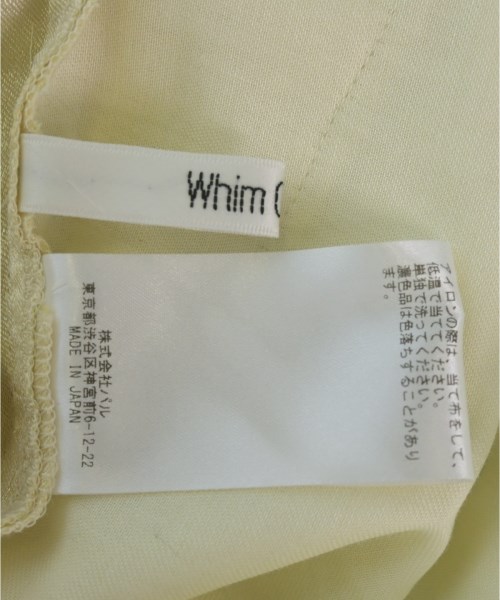 Whim
アイロンの際は、当て布をして、
低温で当ててください。
単独で洗ってください。
濃色品は色落ちすることがあり
ます。
株式会社パル
東京都渋谷区神宮前6-12-22
MADE IN JAPAN